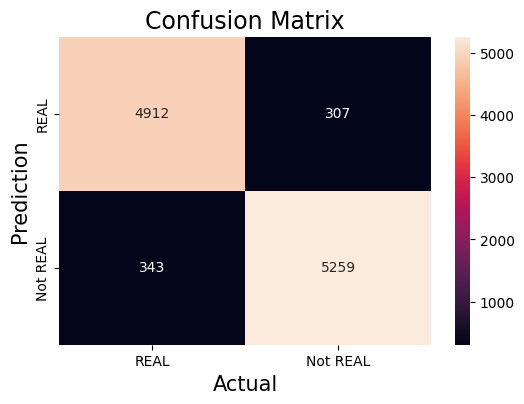 Confusion Matrix
Prediction
REAL
Not REAL
4912
307
343
5259
REAL
Not REAL
Actual
5000
4000
3000
2000
1000